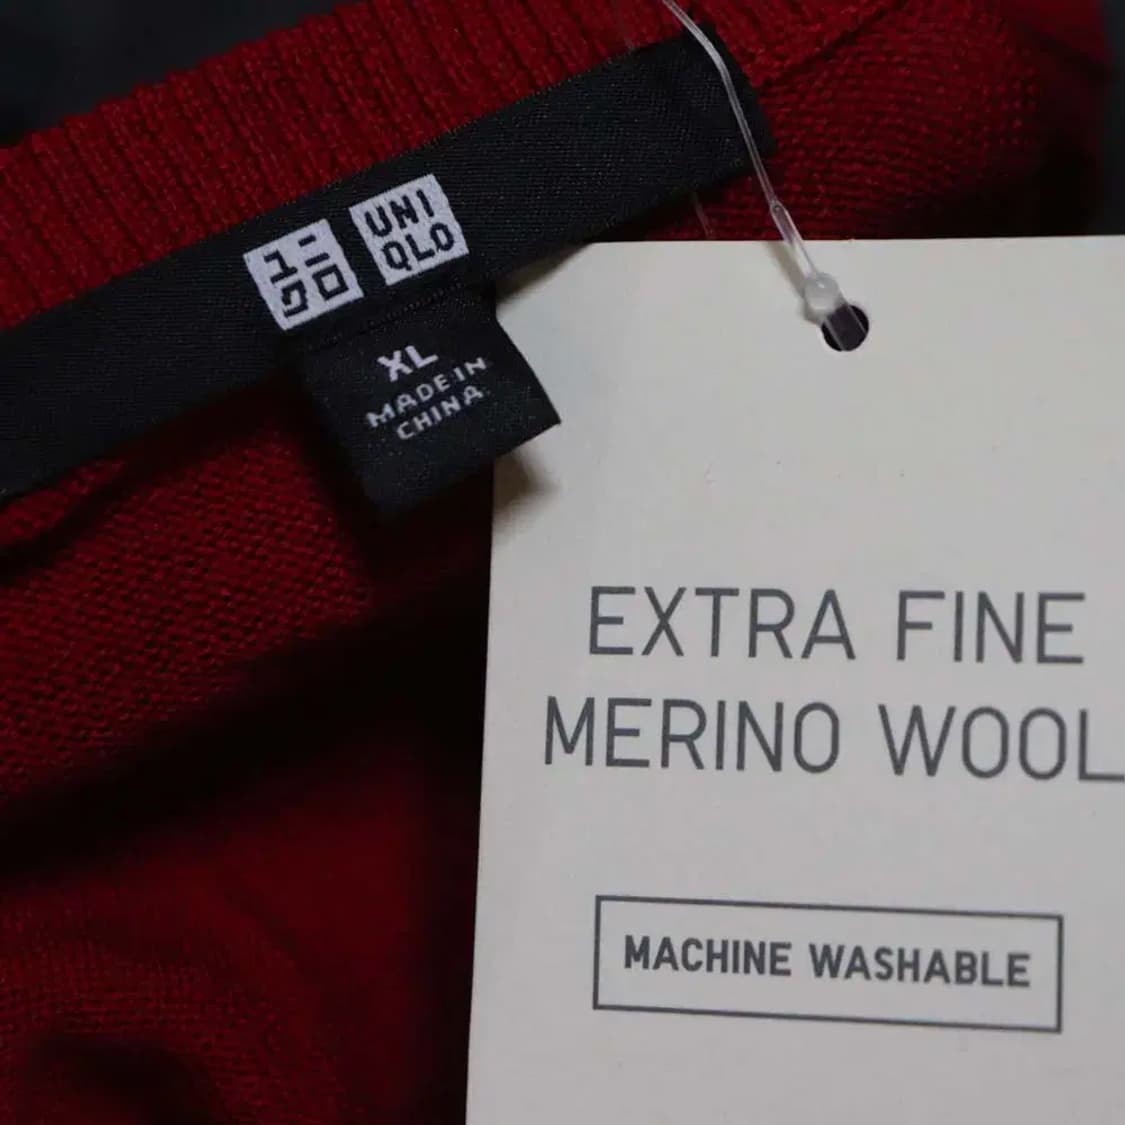 ユニ
クロ
UNI
QLO
XL
MADE IN
CHINA
EXTRA FINE
MERINO WOOL
MACHINE WASHABLE